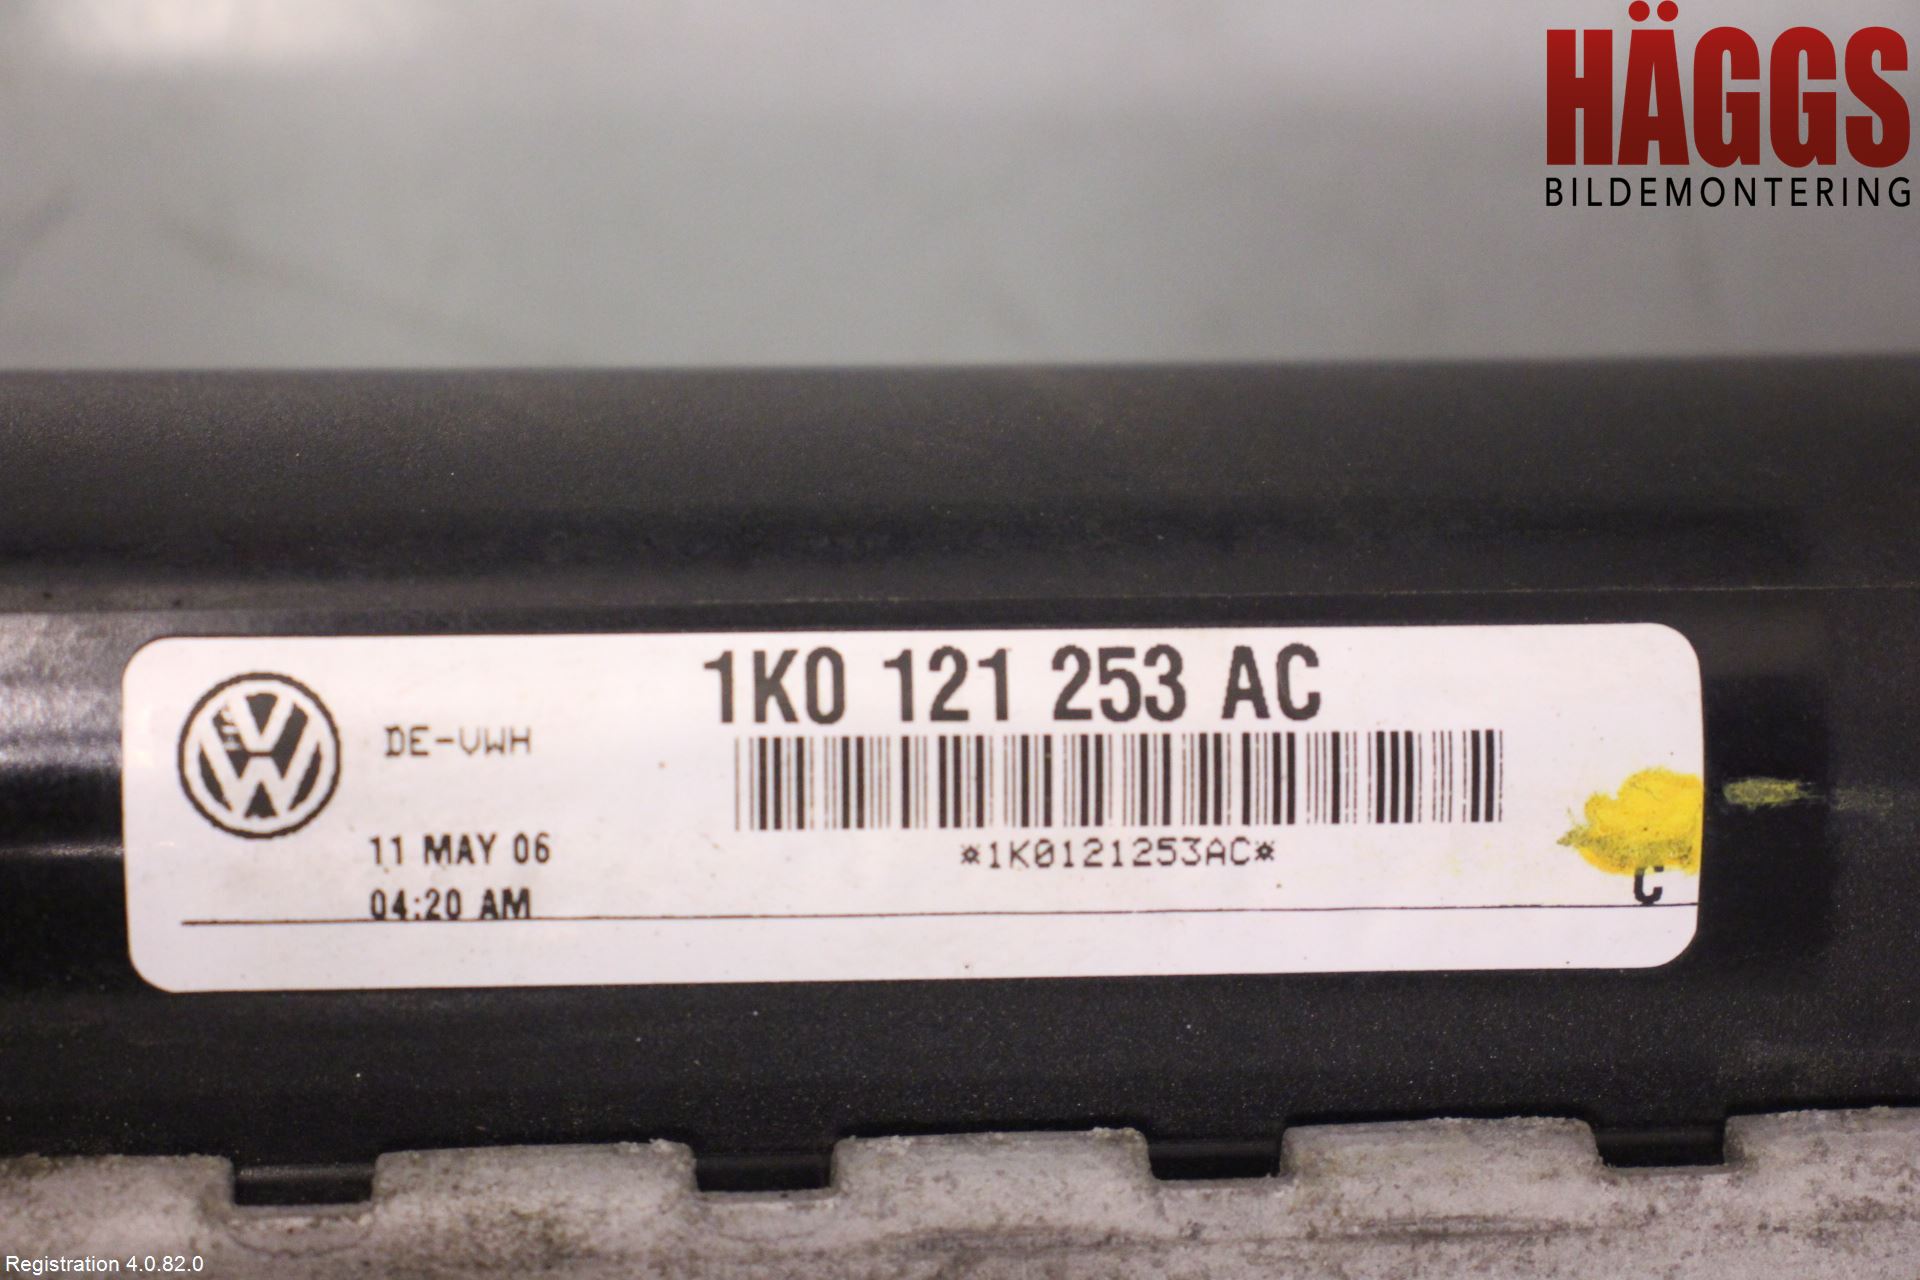 HÄGGS
BILDEMONTERING
1K0 121 253 AC
DE-VWH
11 MAY 06
*1K0121253AC*
04:20 AM
C
Registration 4.0.82.0